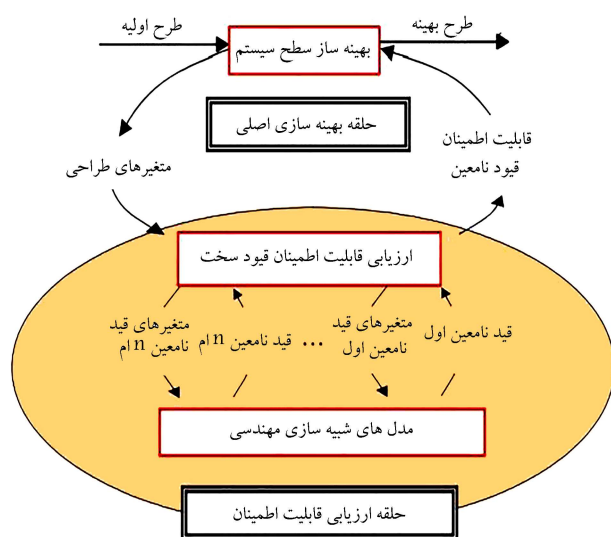 طرح اولیه
بهینه ساز سطح سیستم
طرح بهینه
حلقه بهینه سازی اصلی
متغیرهای طراحی
قابلیت اطمینان
قیود نامعین
ارزیابی قابلیت اطمینان قیود سخت
قید نامعین اول
متغیرهای قید
نامعین اول
...
قید نامعین n ام
متغیرهای قید
نامعین n ام
مدل های شبیه سازی مهندسی
حلقه ارزیابی قابلیت اطمینان